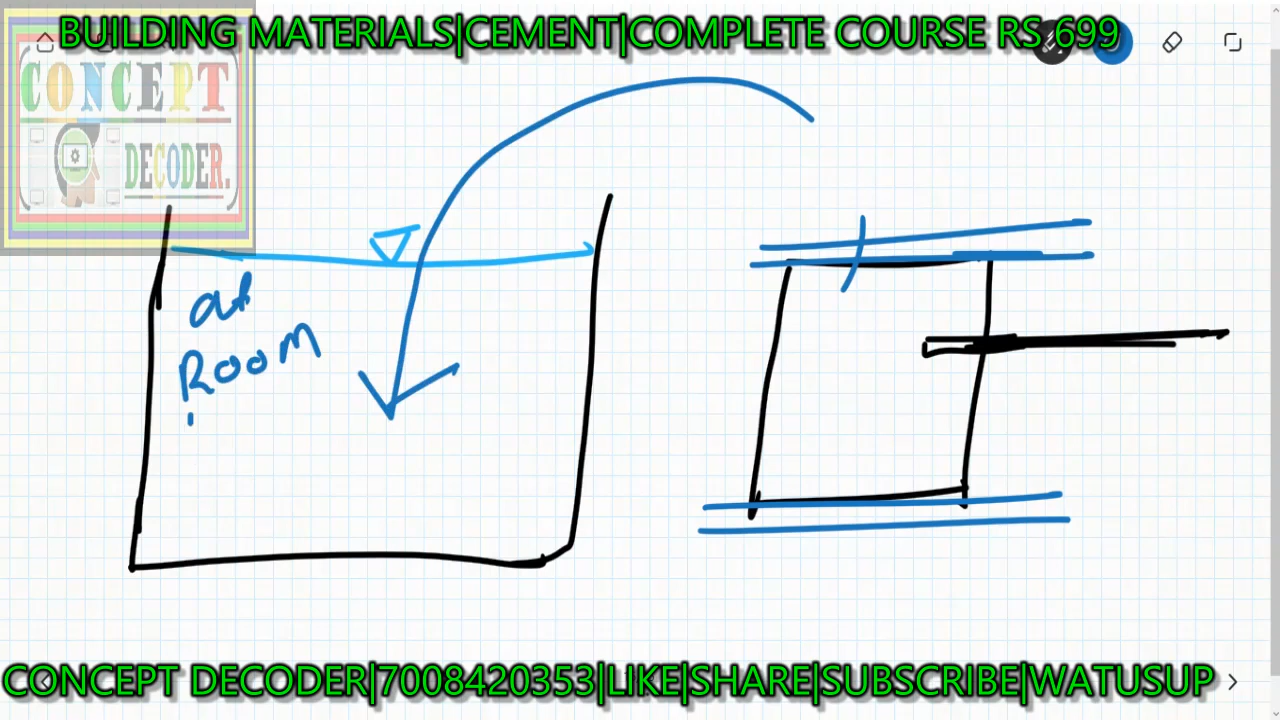 BUILDING MATERIALS|CEMENT|COMPLETE COURSE RS 699
CONCEPT
DECODER.
at
ROOM
CONCEPT DECODER|7008420353|LIKE|SHARE|SUBSCRIBE|WATUSUP